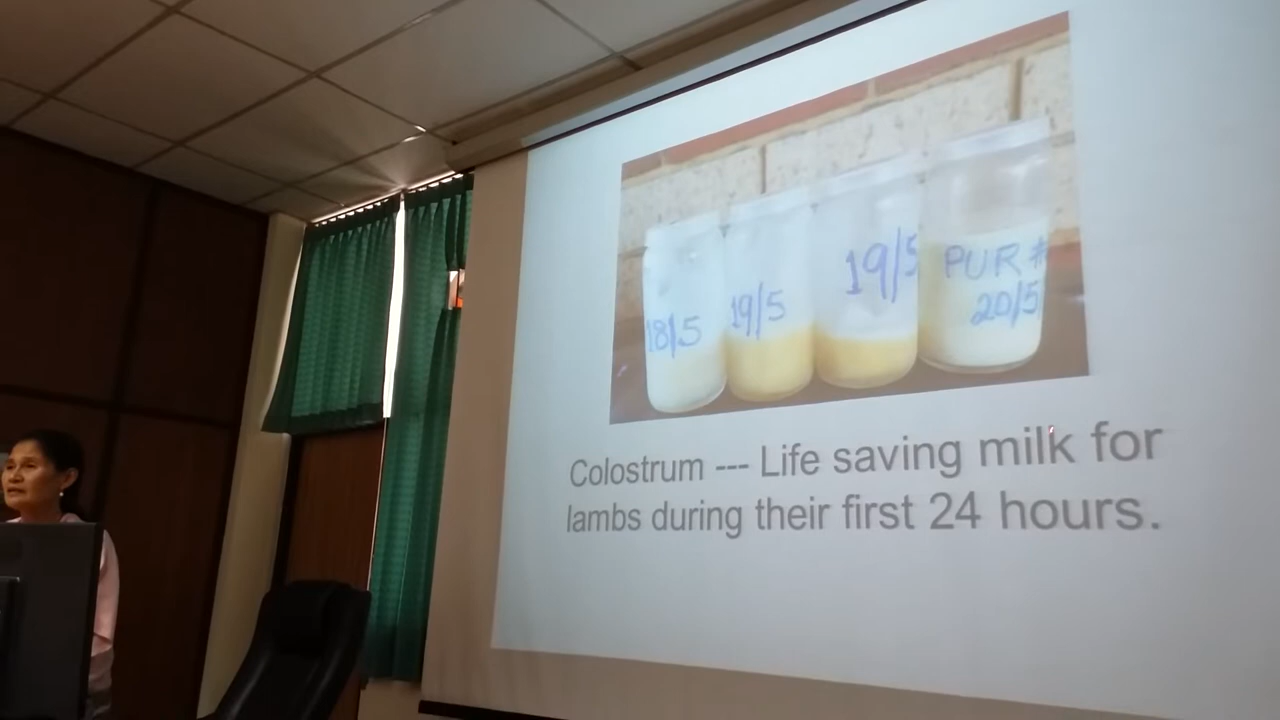 18/5
19/5
19/5
PUR #
20/5
Colostrum --- Life saving milk for
lambs during their first 24 hours.